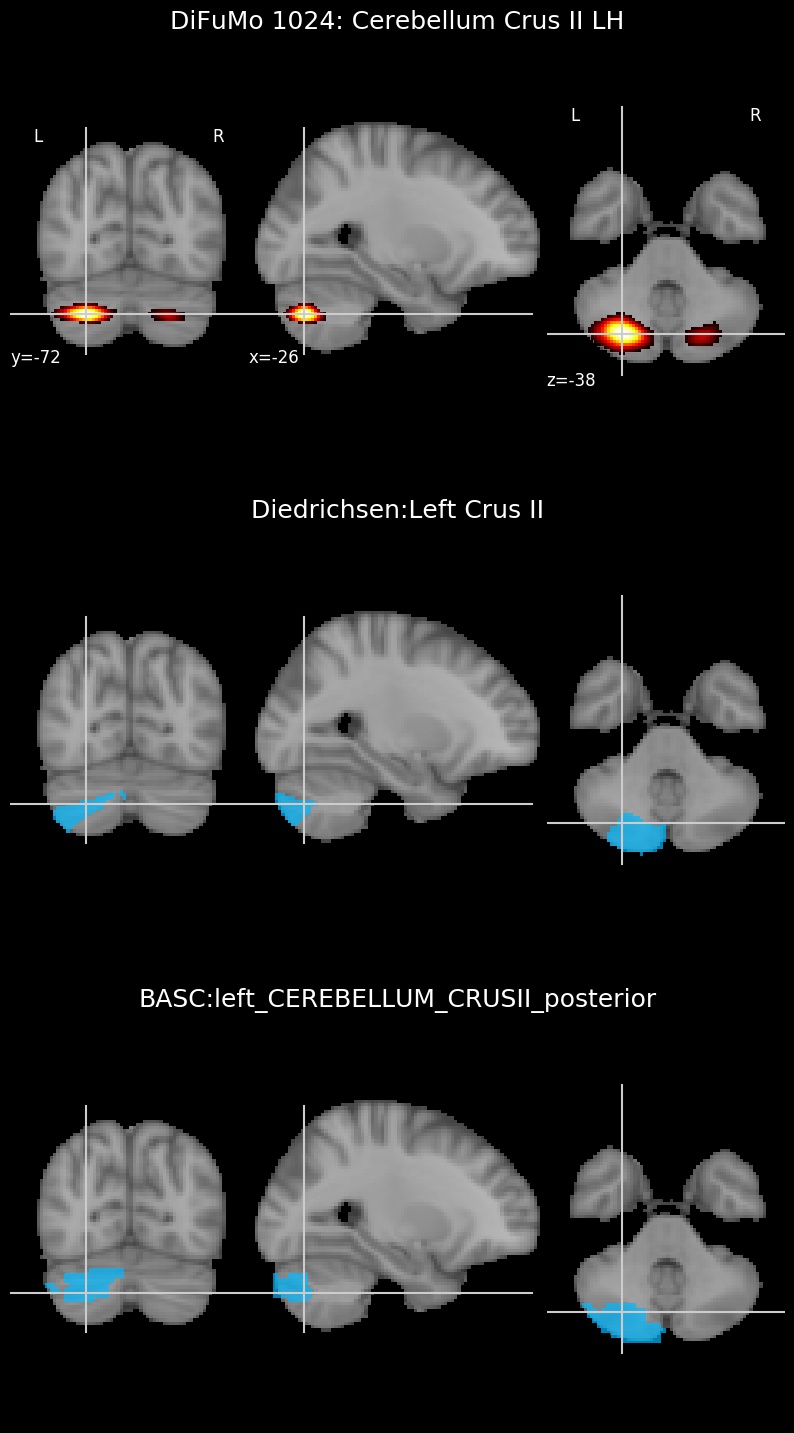 DiFuMo 1024: Cerebellum Crus II LH
L R L R
y=-72 x=-26 z=-38
Diedrichsen:Left Crus II
BASC:left_CEREBELLUM_CRUSII_posterior